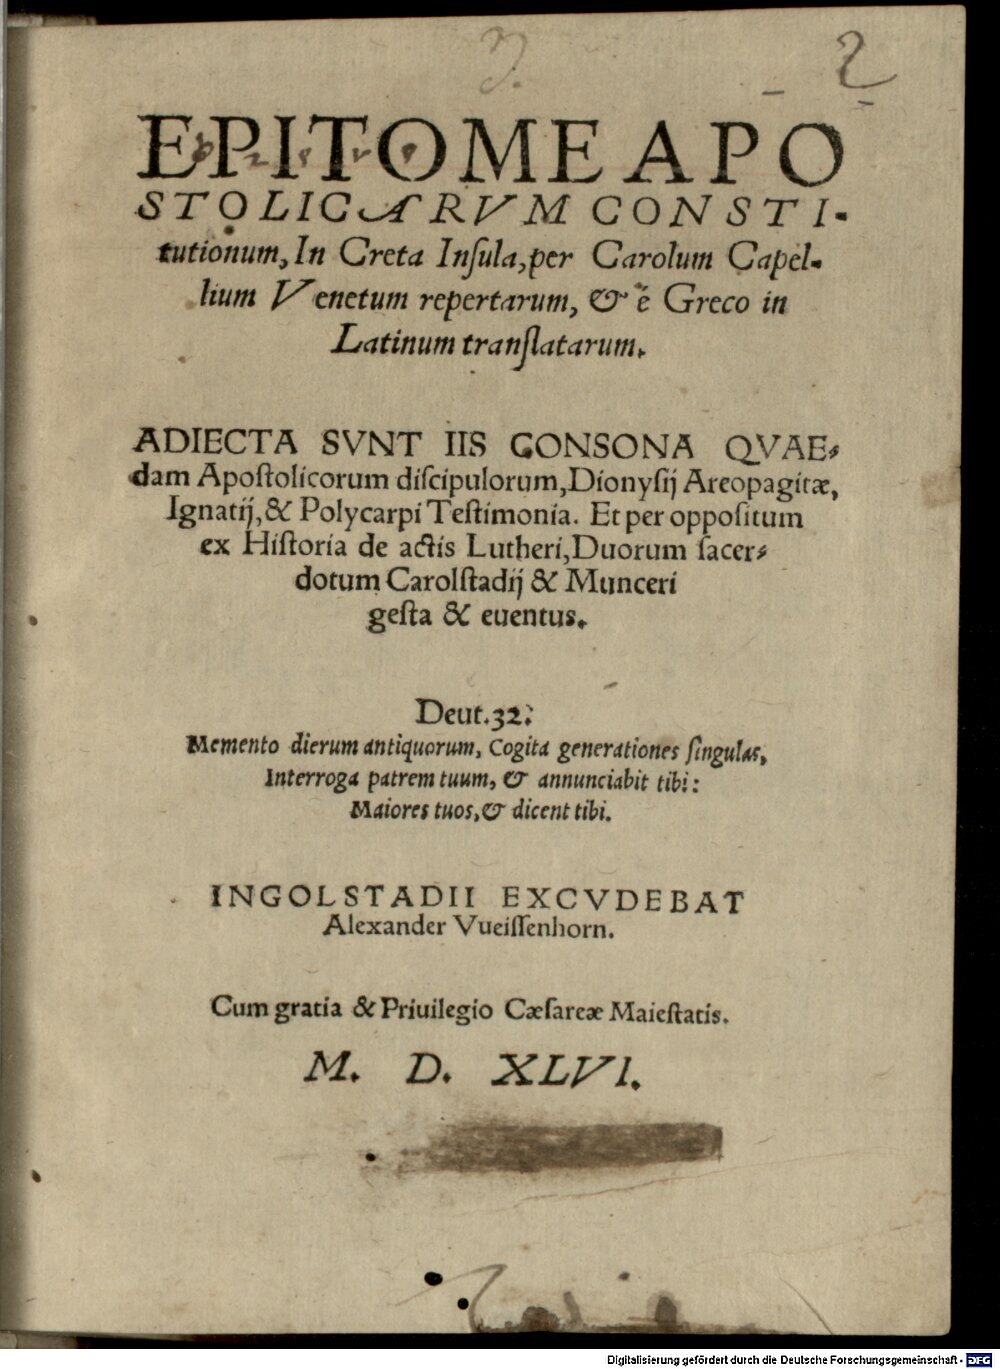 2
EPITOME APO
STOLICARVM CONSTI-
tutionum, In Creta Inſula, per Carolum Capel-
lium Venetum repertarum, & è Greco in
Latinum tranſlatarum.
ADIECTA SVNT IIS CONSONA QVAE-
dam Apoſtolicorum diſcipulorum, Dionyſij Areopagitæ,
Ignatij, & Polycarpi Teſtimonia. Et per oppoſitum
ex Hiſtoria de actis Lutheri, Duorum ſacer-
dotum Carolſtadij & Munceri
geſta & euentus.
Deut. 32.
Memento dierum antiquorum, Cogita generationes ſingulas,
Interroga patrem tuum, & annunciabit tibi:
Maiores tuos, & dicent tibi.
INGOLSTADII EXCVDEBAT
Alexander Vueiſſenhorn.
Cum gratia & Priuilegio Cæſareæ Maieſtatis.
M. D. XLVI.
Digitalisierung gefördert durch die Deutsche Forschungsgemeinschaft - DFG